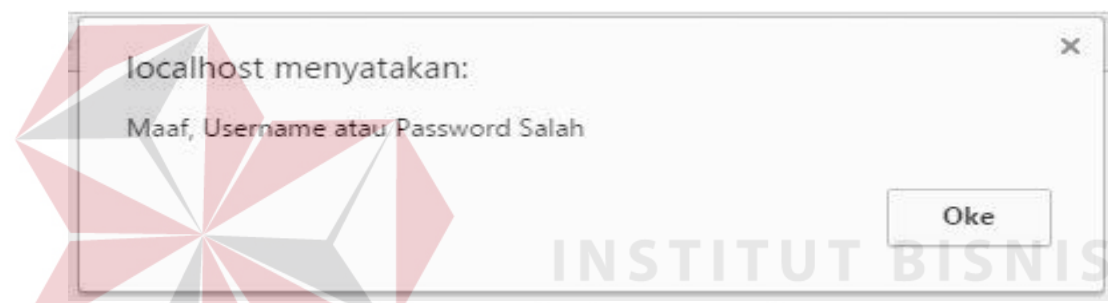 localhost menyatakan:
Maaf, Username atau Password Salah
Oke
INSTITUT BISNIS